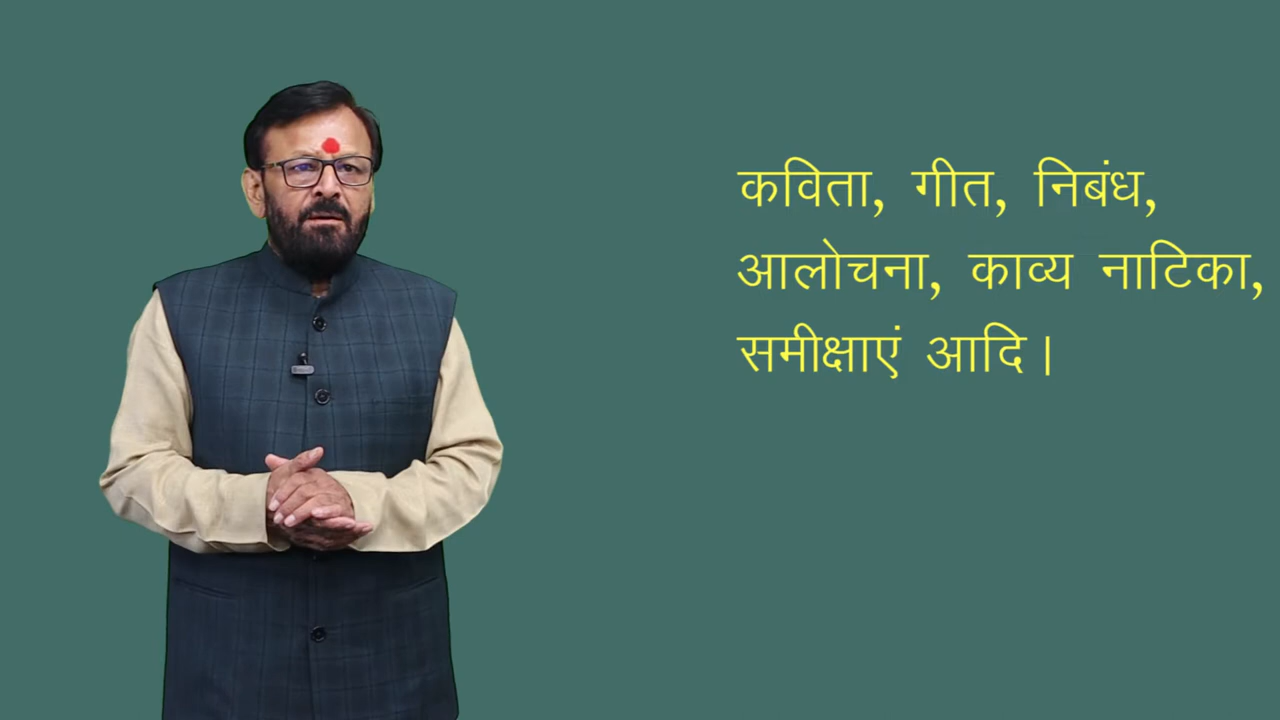 कविता, गीत, निबंध,
आलोचना, काव्य नाटिका,
समीक्षाएं आदि।